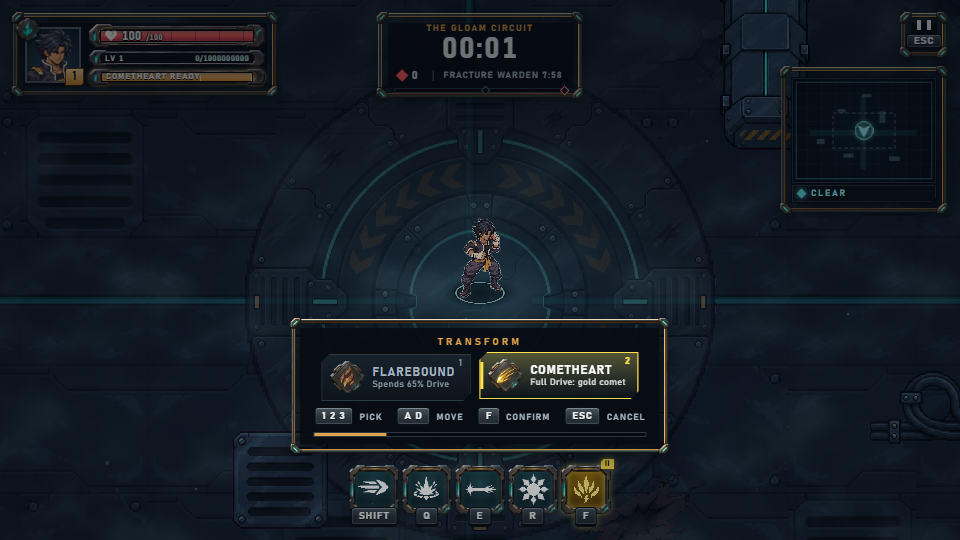 100 /100
LV 1 0/1000000000
COMETHEART READY
1
THE GLOAM CIRCUIT
00:01
0 | FRACTURE WARDEN 7:58
ESC
CLEAR
TRANSFORM
FLAREBOUND 1
Spends 65% Drive
COMETHEART 2
Full Drive: gold comet
1 2 3 PICK A D MOVE F CONFIRM ESC CANCEL
SHIFT Q E R F